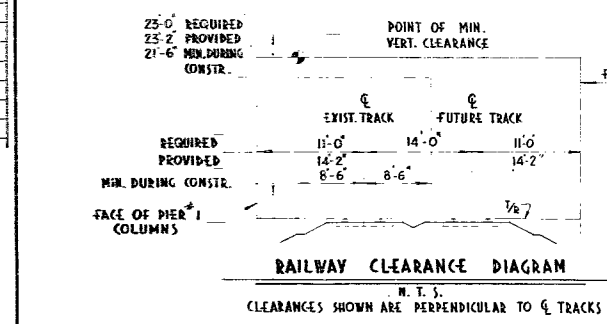 23'-0" REQUIRED
23'-2" PROVIDED
21'-6" MIN. DURING CONSTR.
POINT OF MIN. VERT. CLEARANCE
℄ EXIST. TRACK
℄ FUTURE TRACK
REQUIRED 11'-0" 14'-0" 11'-0"
PROVIDED 14'-2" 14'-2"
MIN. DURING CONSTR. 8'-6" 8'-6"
FACE OF PIER #1 COLUMNS
T/R
RAILWAY CLEARANCE DIAGRAM
N. T. S.
CLEARANCES SHOWN ARE PERPENDICULAR TO ℄ TRACKS